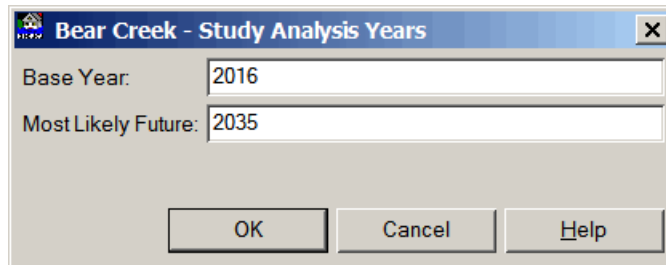 Bear Creek - Study Analysis Years
Base Year: 2016
Most Likely Future: 2035
OK Cancel Help